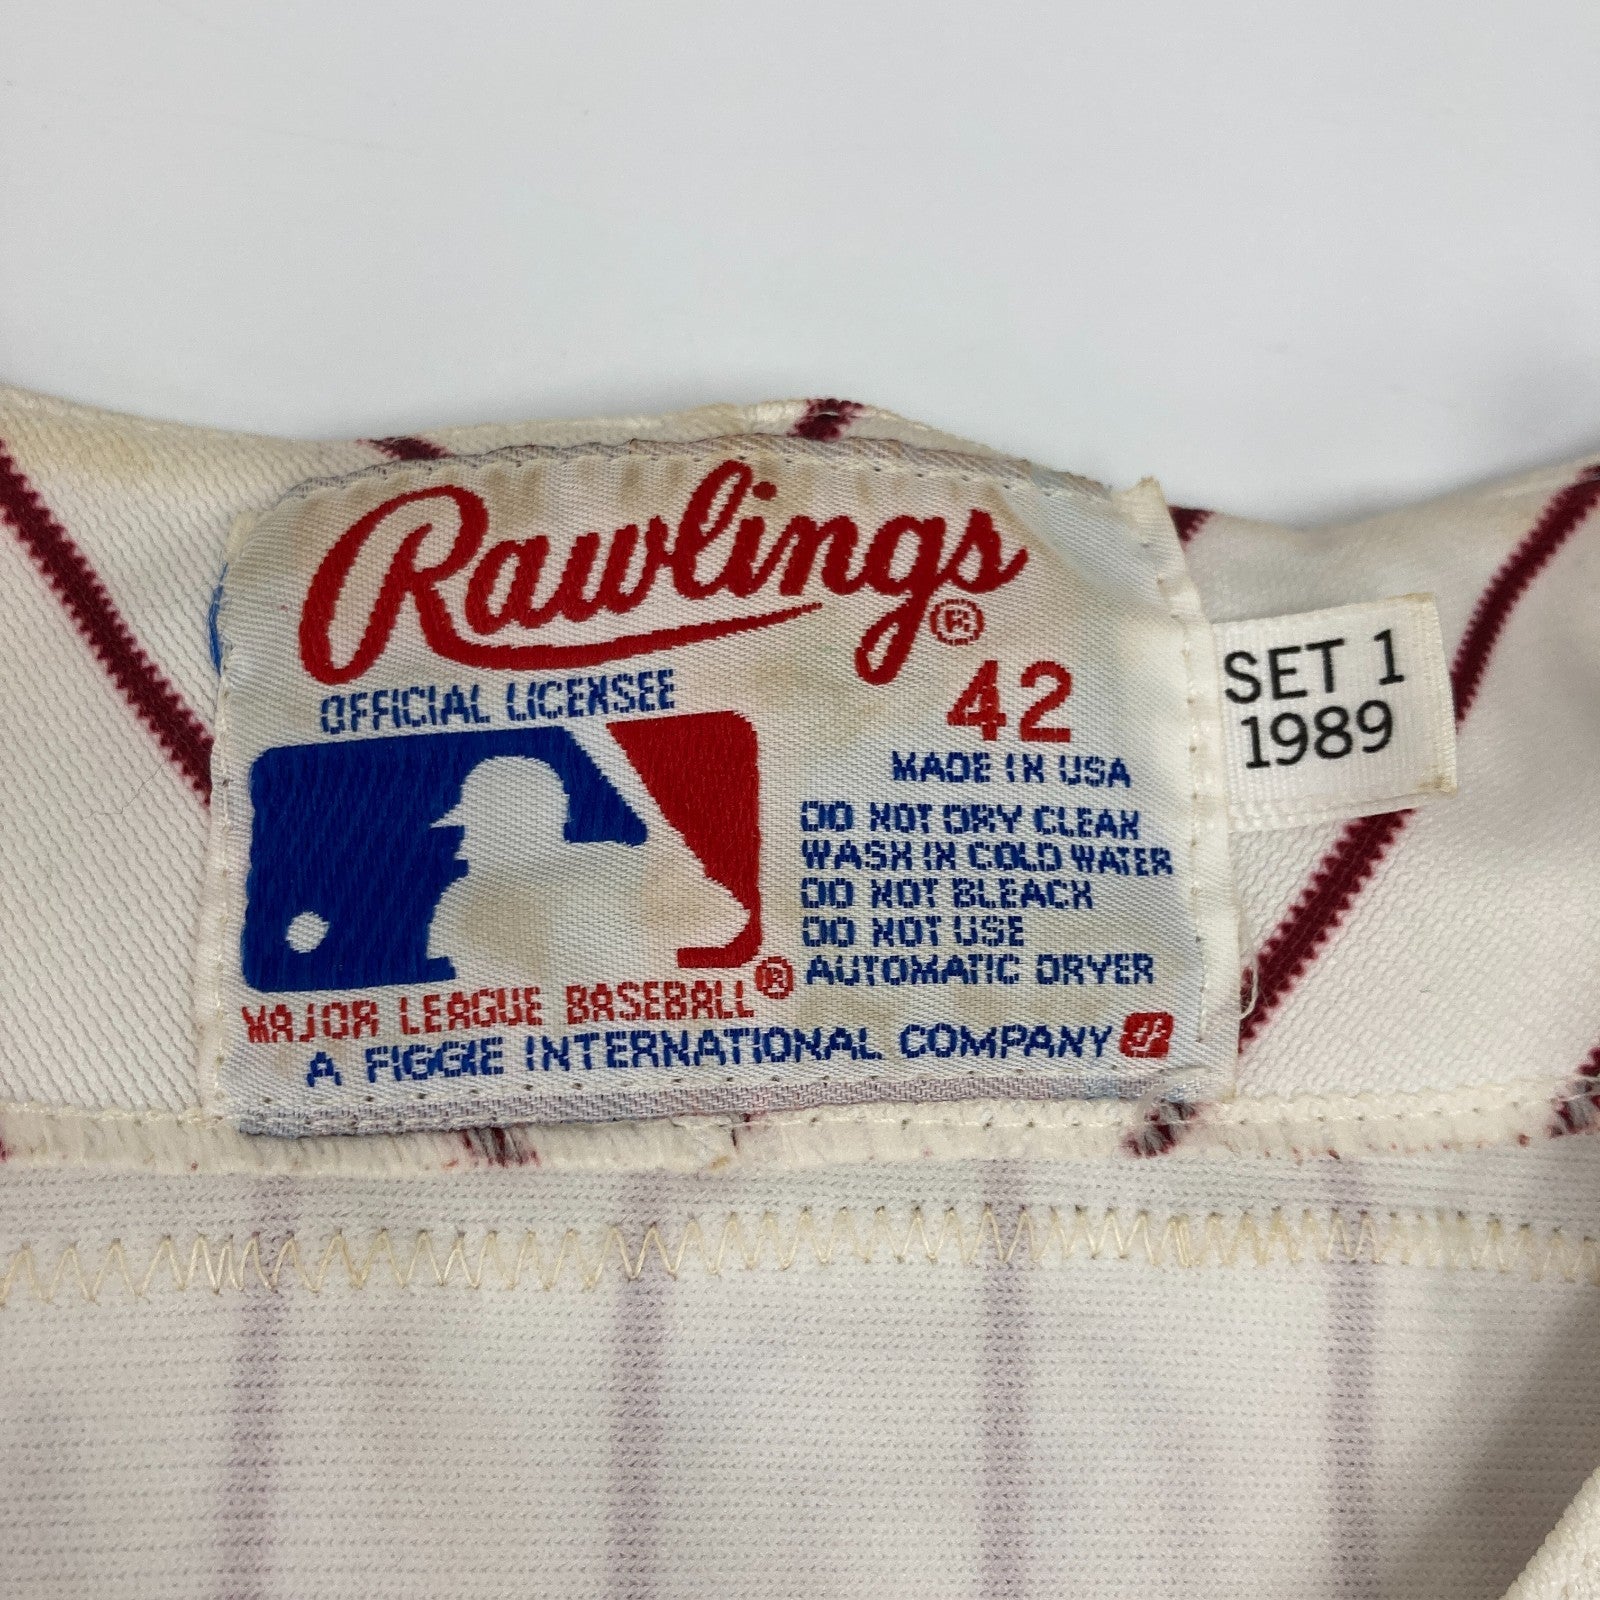 Rawlings®
OFFICIAL LICENSEE
42
MADE IN USA
DO NOT DRY CLEAN
WASH IN COLD WATER
DO NOT BLEACH
DO NOT USE
AUTOMATIC DRYER
MAJOR LEAGUE BASEBALL®
A FIGGIE INTERNATIONAL COMPANY
SET 1
1989